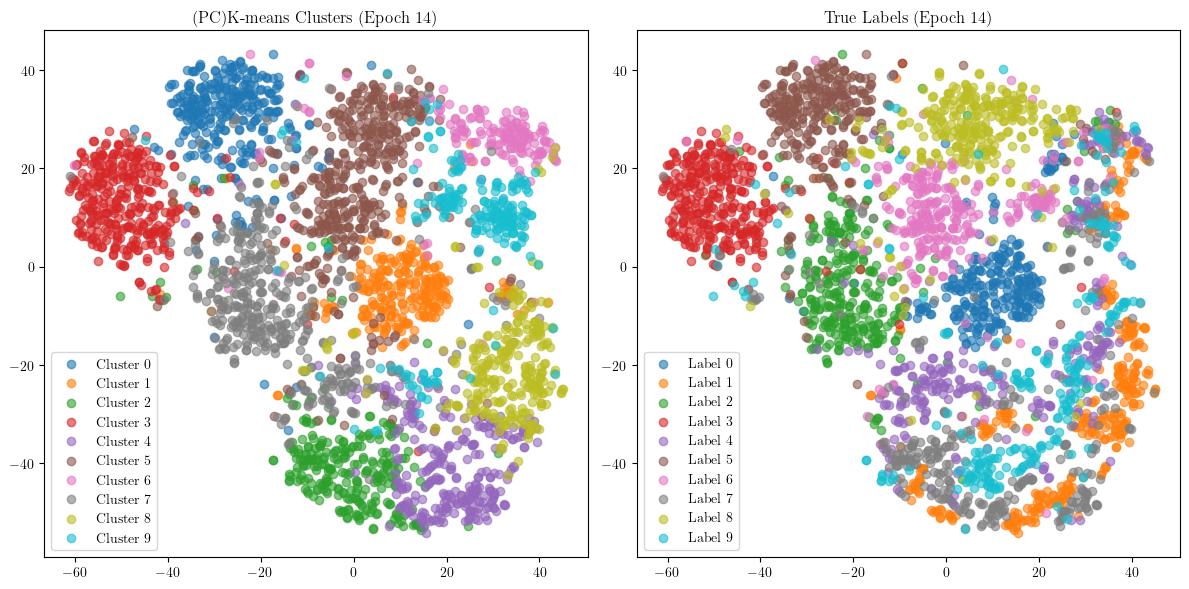 (PC)K-means Clusters (Epoch 14)
40
20
0
−20
−40
−60
−40
−20
0
20
40
Cluster 0
Cluster 1
Cluster 2
Cluster 3
Cluster 4
Cluster 5
Cluster 6
Cluster 7
Cluster 8
Cluster 9
True Labels (Epoch 14)
40
20
0
−20
−40
−60
−40
−20
0
20
40
Label 0
Label 1
Label 2
Label 3
Label 4
Label 5
Label 6
Label 7
Label 8
Label 9